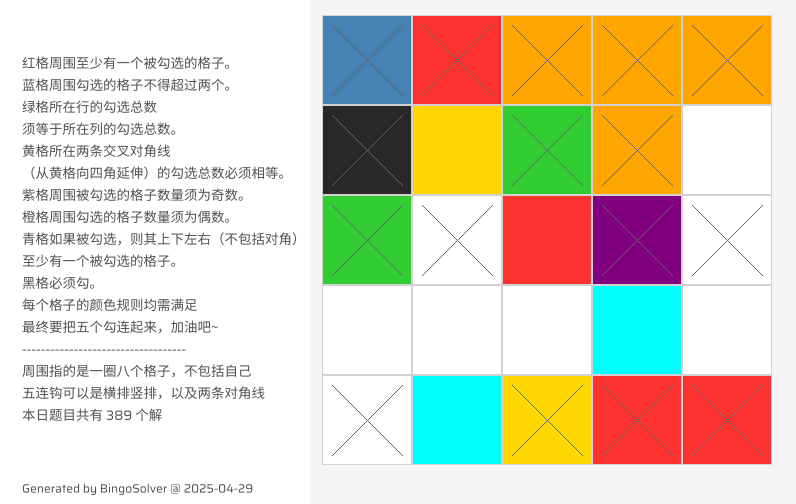 红格周围至少有一个被勾选的格子。
蓝格周围勾选的格子不得超过两个。
绿格所在行的勾选总数
须等于所在列的勾选总数。
黄格所在两条交叉对角线
（从黄格向四角延伸）的勾选总数必须相等。
紫格周围被勾选的格子数量须为奇数。
橙格周围勾选的格子数量须为偶数。
青格如果被勾选，则其上下左右（不包括对角）
至少有一个被勾选的格子。
黑格必须勾。
每个格子的颜色规则均需满足
最终要把五个勾连起来，加油吧~
----------------------------------
周围指的是一圈八个格子，不包括自己
五连钩可以是横排竖排，以及两条对角线
本日题目共有 389 个解
Generated by BingoSolver @ 2025-04-29